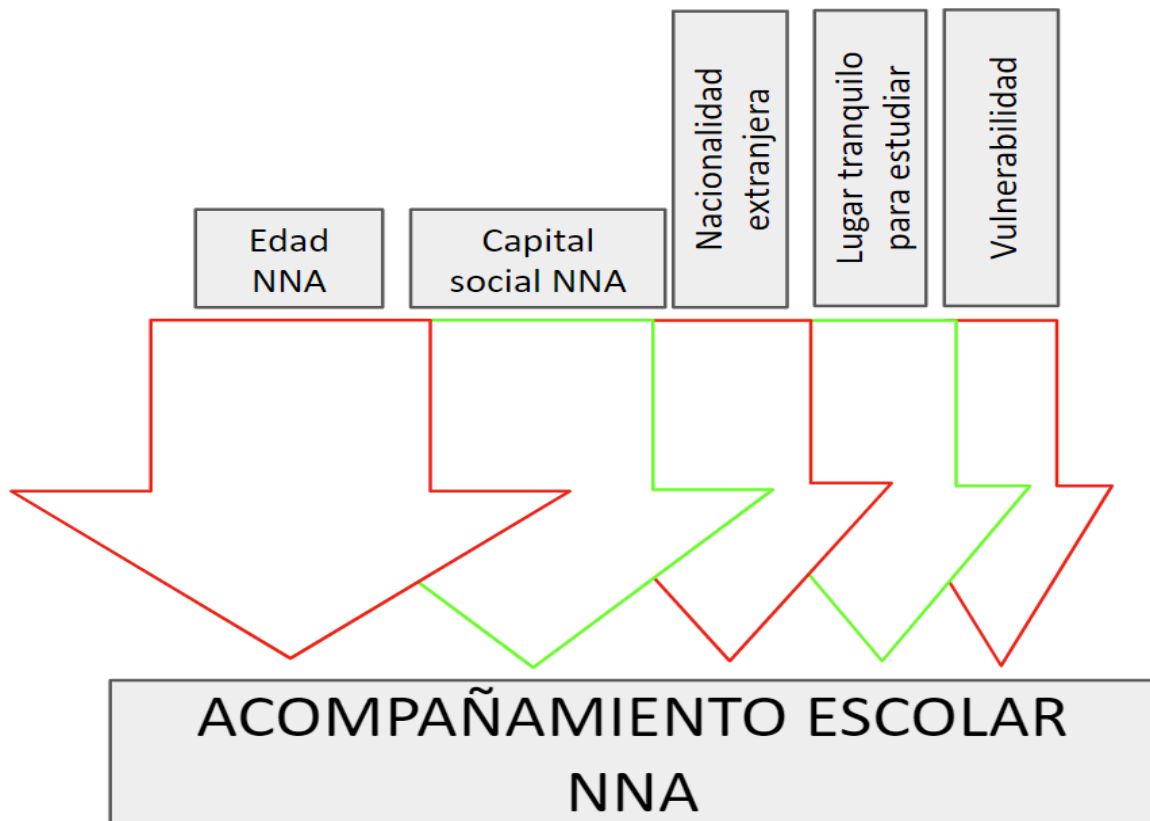 Edad
NNA
Capital
social NNA
Nacionalidad
extranjera
Lugar tranquilo
para estudiar
Vulnerabilidad
ACOMPAÑAMIENTO ESCOLAR
NNA